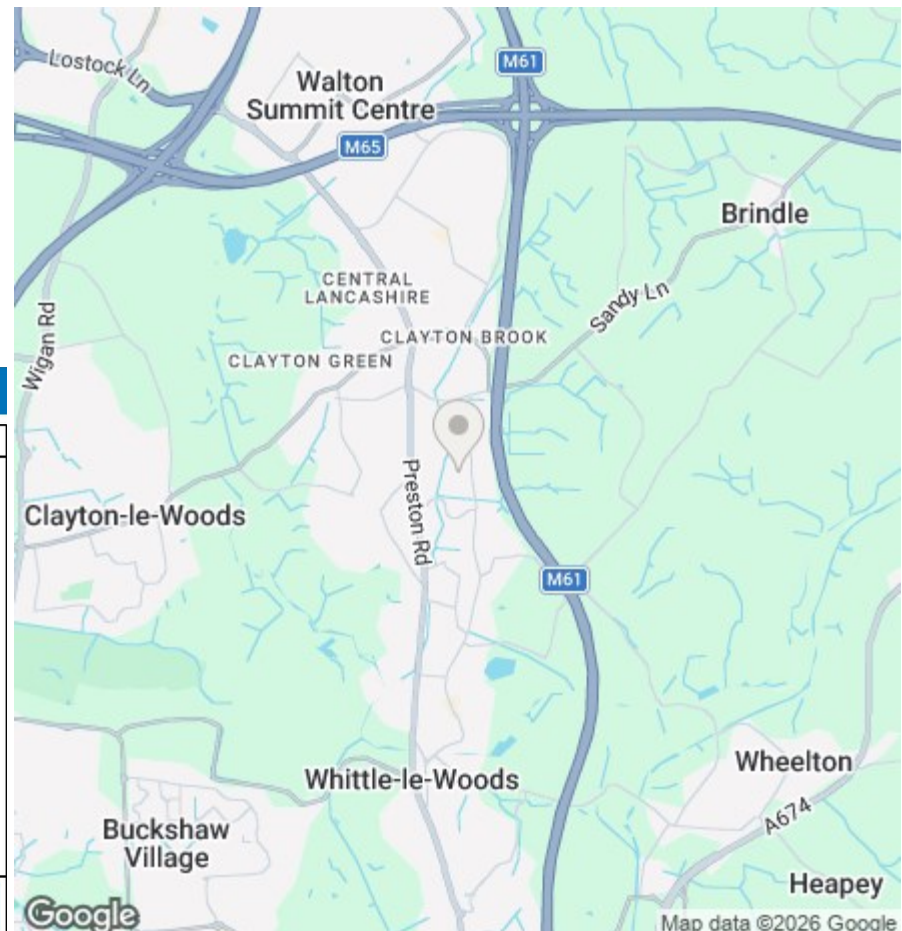 Lostock Ln
Walton
Summit Centre
M61
M65
Brindle
CENTRAL
LANCASHIRE
Sandy Ln
Wigan Rd
CLAYTON BROOK
CLAYTON GREEN
Preston Rd
Clayton-le-Woods
M61
Whittle-le-Woods
Wheelton
Buckshaw
Village
A674
Heapey
Google
Map data ©2026 Google